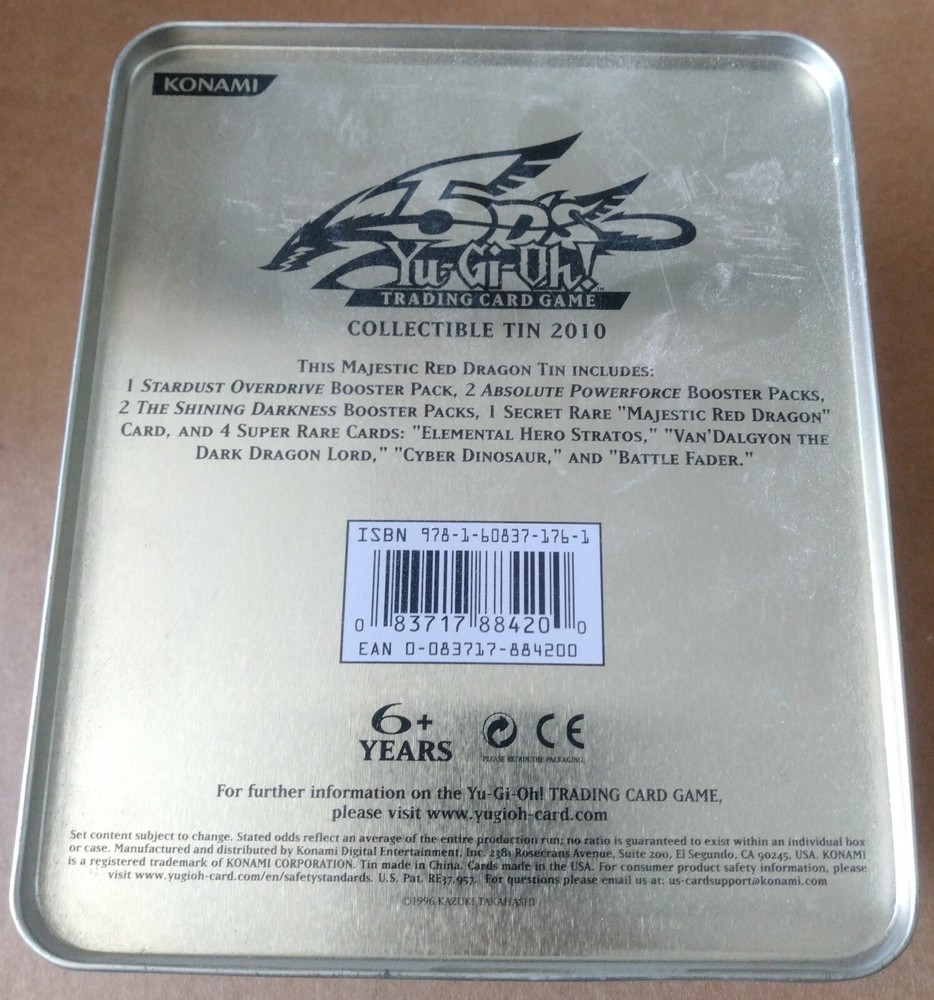 KONAMI
5D's
Yu-Gi-Oh!™
TRADING CARD GAME
COLLECTIBLE TIN 2010
THIS MAJESTIC RED DRAGON TIN INCLUDES:
1 STARDUST OVERDRIVE BOOSTER PACK, 2 ABSOLUTE POWERFORCE BOOSTER PACKS,
2 THE SHINING DARKNESS BOOSTER PACKS, 1 SECRET RARE "MAJESTIC RED DRAGON"
CARD, AND 4 SUPER RARE CARDS: "ELEMENTAL HERO STRATOS," "VAN'DALGYON THE
DARK DRAGON LORD," "CYBER DINOSAUR," AND "BATTLE FADER."
ISBN 978-1-60837-176-1
0 83717 88420 0
EAN 0-083717-884200
6+
YEARS
CE
PLEASE RETAIN THE PACKAGING
For further information on the Yu-Gi-Oh! TRADING CARD GAME,
please visit www.yugioh-card.com
Set content subject to change. Stated odds reflect an average of the entire production run; no ratio is guaranteed to exist within an individual box
or case. Manufactured and distributed by Konami Digital Entertainment, Inc. 2381 Rosecrans Avenue, Suite 200, El Segundo, CA 90245, USA. KONAMI
is a registered trademark of KONAMI CORPORATION. Tin made in China. Cards made in the USA. For consumer product safety information, please
visit www.yugioh-card.com/en/safetystandards. U.S. Pat. RE37,957. For questions please email us at: us-cardsupport@konami.com
©1996 KAZUKI TAKAHASHI